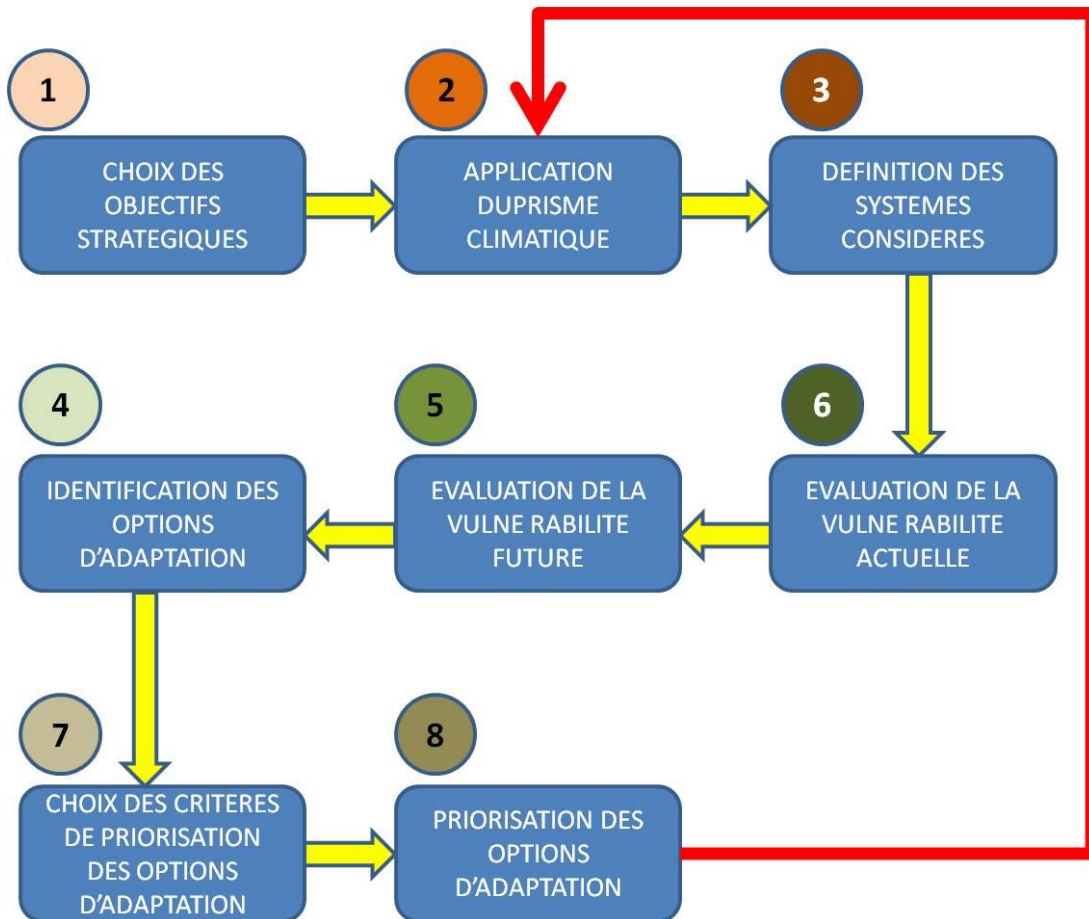 1
CHOIX DES
OBJECTIFS
STRATEGIQUES
2
APPLICATION
DUPRISME
CLIMATIQUE
3
DEFINITION DES
SYSTEMES
CONSIDERES
4
IDENTIFICATION DES
OPTIONS
D’ADAPTATION
5
EVALUATION DE LA
VULNE RABILITE
FUTURE
6
EVALUATION DE LA
VULNE RABILITE
ACTUELLE
7
CHOIX DES CRITERES
DE PRIORISATION
DES OPTIONS
D’ADAPTATION
8
PRIORISATION DES
OPTIONS
D’ADAPTATION